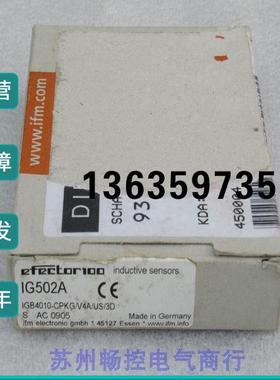 营
障
发
年
www.ifm.com
DI
SCHA
93
KDA:
450004
136359735
efector100 inductive sensors
IG502A
IGB4010-CPKG/V4A/US/3D
S AC 0905
Made in Germany
ifm electronic gmbh * 45127 Essen * www.ifm.info
苏州畅控电气商行